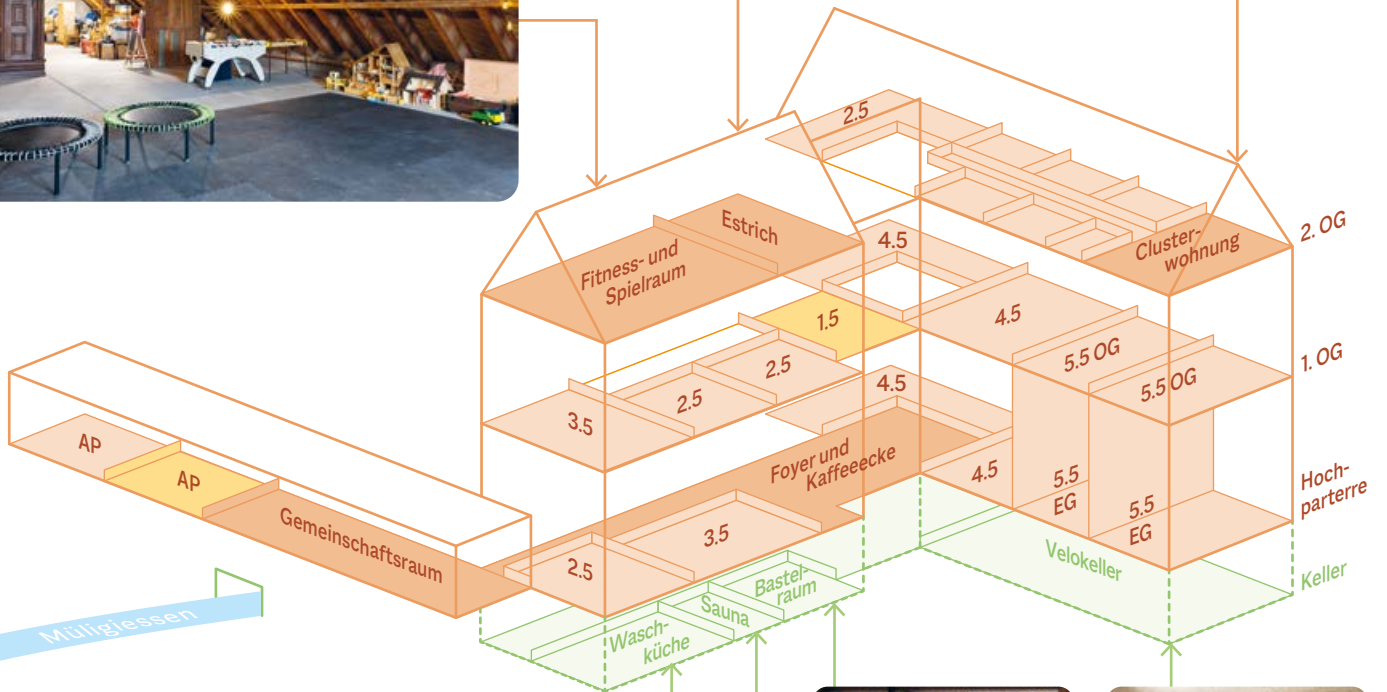 2.5
Estrich
Fitness- und
Spielraum
Cluster-
wohnung
2. OG
4.5
1.5
4.5
2.5
5.5 OG
1. OG
2.5
5.5 OG
3.5
4.5
AP
AP
Foyer und
Kaffeeecke
4.5
5.5
EG
5.5
EG
Hoch-
parterre
Gemeinschaftsraum
3.5
2.5
Velokeller
Keller
Bastel-
raum
Sauna
Wasch-
küche
Müligiessen